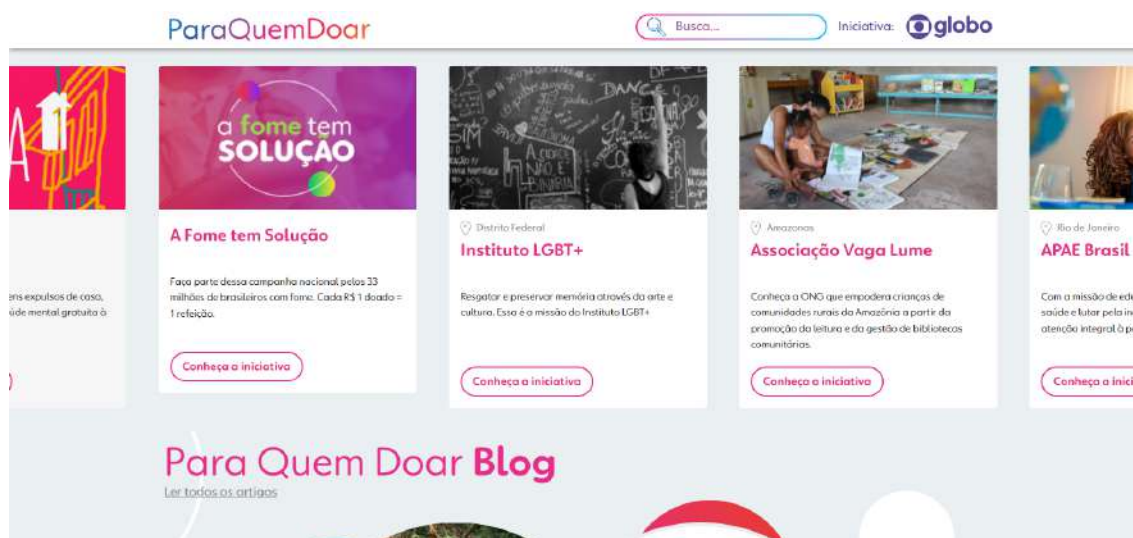 ParaQuemDoar
Busca...
Iniciativa: globo
a fome tem
SOLUÇÃO
A Fome tem Solução
Faça parte dessa campanha nacional pelos 33
milhões de brasileiros com fome. Cada R$ 1 doado =
1 refeição.
Conheça a iniciativa
DANCE
A CIDADE
NÃO É
BINÁRIA
Distrito Federal
Instituto LGBT+
Resgatar e preservar memória através da arte e
cultura. Essa é a missão do Instituto LGBT+
Conheça a iniciativa
Amazonas
Associação Vaga Lume
Conheça a ONG que empodera crianças de
comunidades rurais da Amazônia a partir da
promoção da leitura e da gestão de bibliotecas
comunitárias.
Conheça a iniciativa
Rio de Janeiro
APAE Brasil
Com a missão de edu
saúde e lutar pela in
atenção integral à p
Conheça a inici
ens expulsos de casa,
úde mental gratuita à
Para Quem Doar Blog
Ler todos os artigos